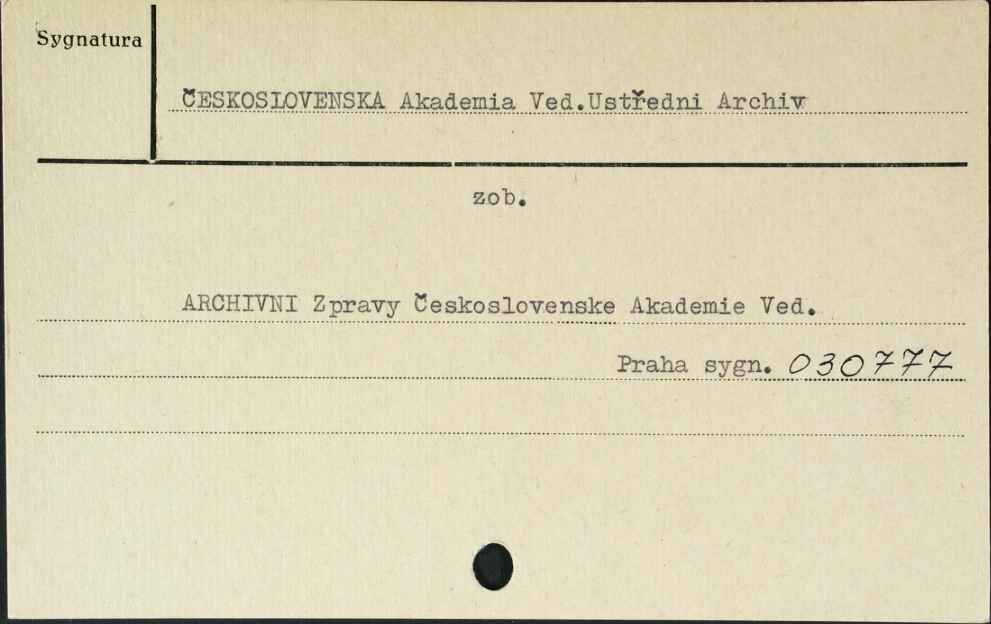 Sygnatura
ČESKOSLOVENSKA Akademia Ved.Ustředni Archiv
zob.
ARCHIVNI Zpravy Československe Akademie Ved.
Praha sygn. 030777